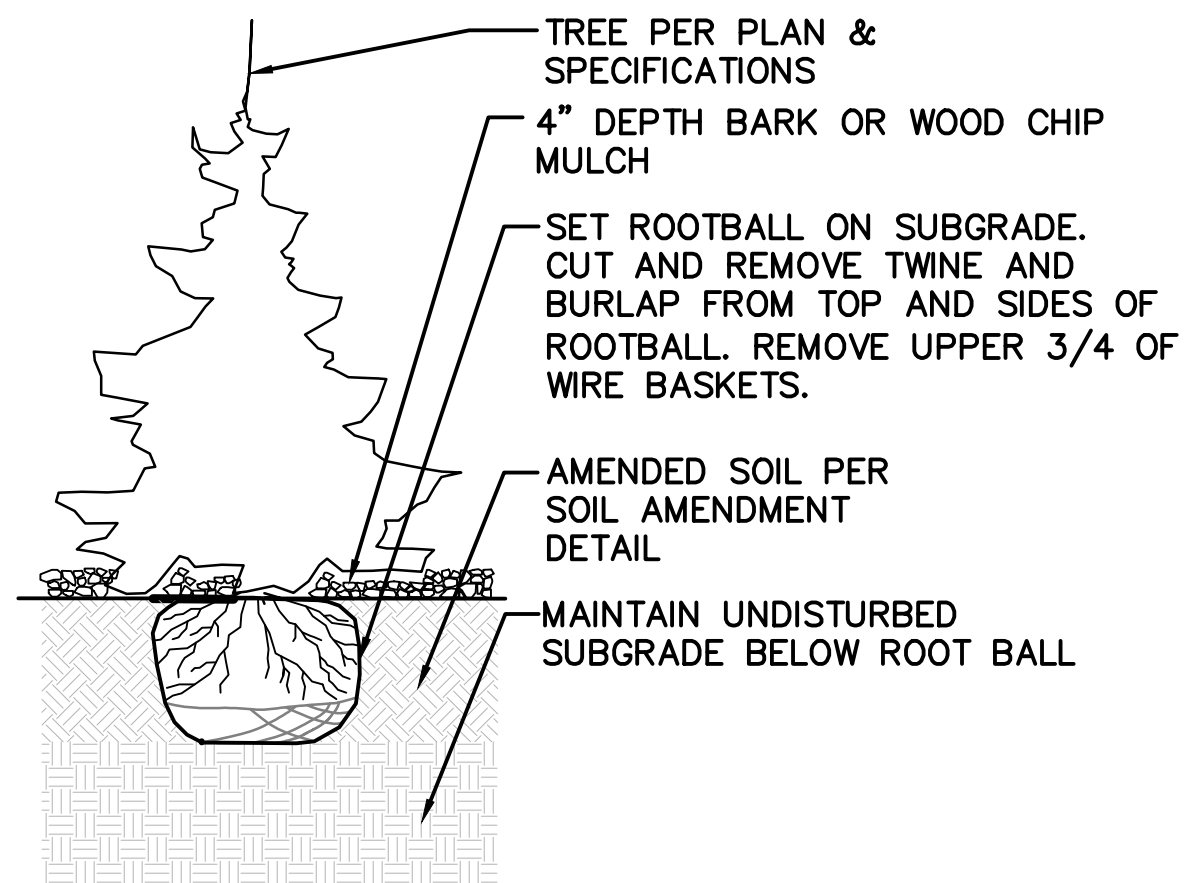 TREE PER PLAN &
SPECIFICATIONS
4” DEPTH BARK OR WOOD CHIP
MULCH
SET ROOTBALL ON SUBGRADE.
CUT AND REMOVE TWINE AND
BURLAP FROM TOP AND SIDES OF
ROOTBALL. REMOVE UPPER 3/4 OF
WIRE BASKETS.
AMENDED SOIL PER
SOIL AMENDMENT
DETAIL
MAINTAIN UNDISTURBED
SUBGRADE BELOW ROOT BALL